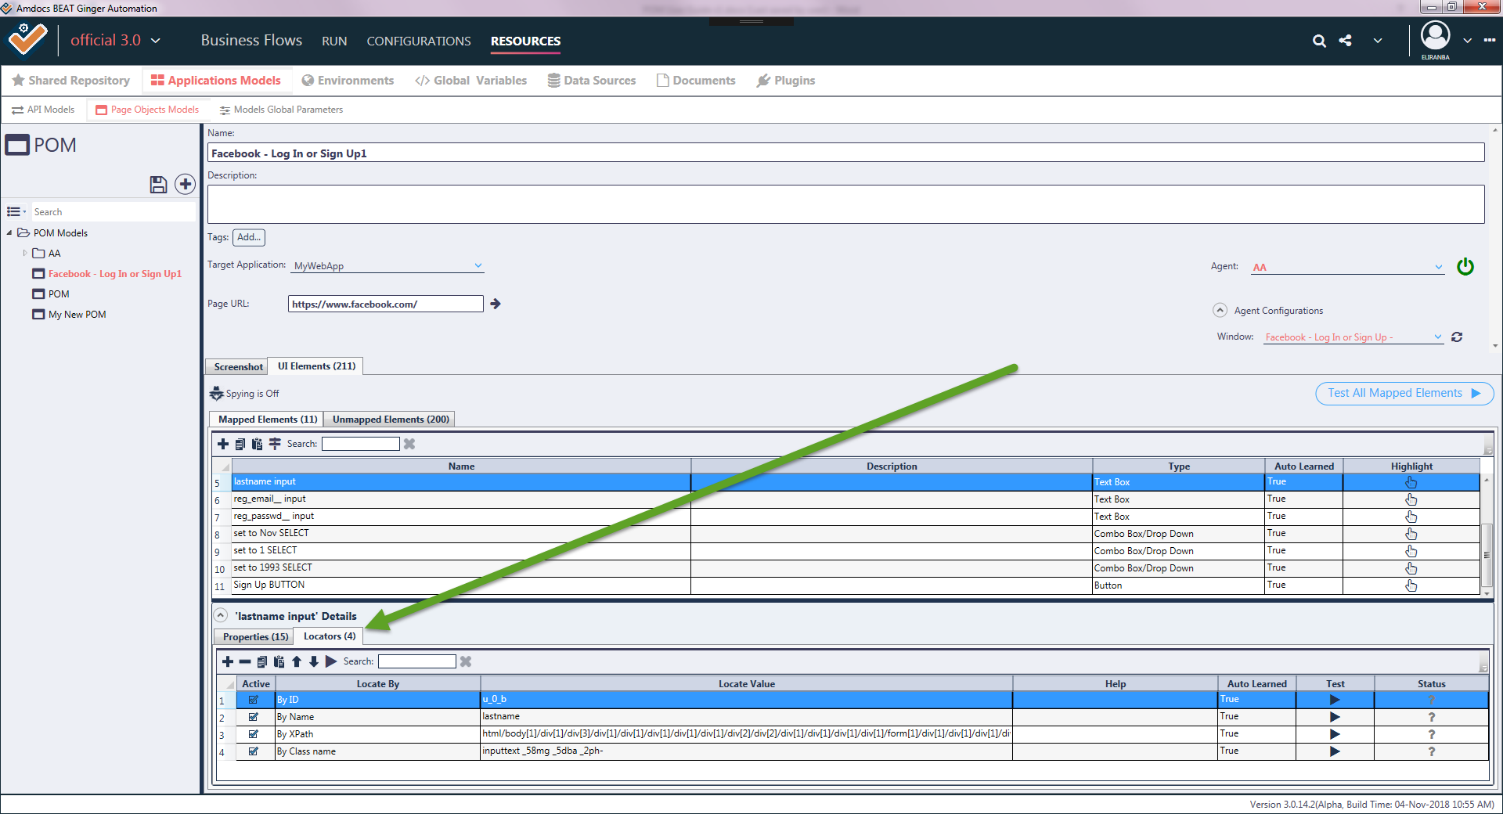 Amdocs BEAT Ginger Automation
official 3.0
Business Flows RUN CONFIGURATIONS RESOURCES
ELIRANBA
Shared Repository Applications Models Environments </> Global Variables Data Sources Documents Plugins
API Models Page Objects Models Models Global Parameters
POM
Search
POM Models
AA
Facebook - Log In or Sign Up1
POM
My New POM
Name:
Facebook - Log In or Sign Up1
Description:
Tags: Add...
Target Application: MyWebApp
Agent: AA
Page URL: https://www.facebook.com/
Agent Configurations
Window: Facebook - Log In or Sign Up -
Screenshot UI Elements (211)
Spying is Off
Test All Mapped Elements
Mapped Elements (11) Unmapped Elements (200)
Search:
Name Description Type Auto Learned Highlight
5 lastname input Text Box True
6 reg_email__ input Text Box True
7 reg_passwd__ input Text Box True
8 set to Nov SELECT Combo Box/Drop Down True
9 set to 1 SELECT Combo Box/Drop Down True
10 set to 1993 SELECT Combo Box/Drop Down True
11 Sign Up BUTTON Button True
'lastname input' Details
Properties (15) Locators (4)
Search:
Active Locate By Locate Value Help Auto Learned Test Status
1 By ID u_0_b True ?
2 By Name lastname True ?
3 By XPath html/body[1]/div[1]/div[3]/div[1]/div[1]/div[1]/div[1]/div[1]/div[2]/div[2]/div[1]/div[1]/div[1]/div[1]/form[1]/div[1]/div[1]/div[1]/di True ?
4 By Class name inputtext _58mg _5dba _2ph- True ?
Version 3.0.14.2(Alpha, Build Time: 04-Nov-2018 10:55 AM)